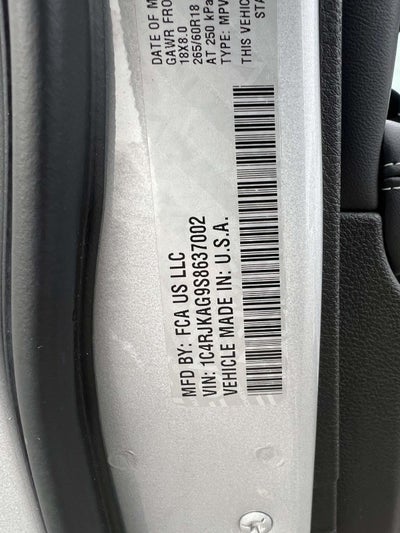 DATE OF M
GAWR FRO
18X8.0
265/60R18
AT 250 kPa
THIS VEHICL
STA
TYPE: MPV
MFD BY: FCA US LLC
VIN: 1C4RJKAG9S8637002
VEHICLE MADE IN: U.S.A.